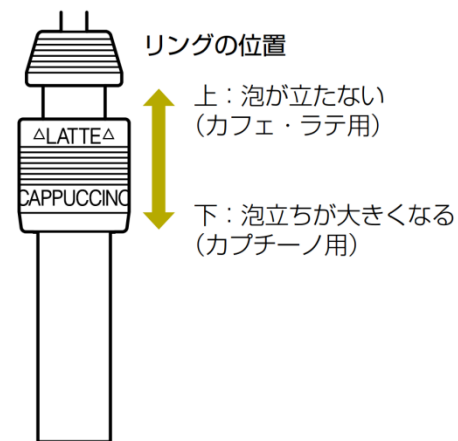 リングの位置
上：泡が立たない
（カフェ・ラテ用）
△LATTE△
CAPPUCCINO
下：泡立ちが大きくなる
（カプチーノ用）